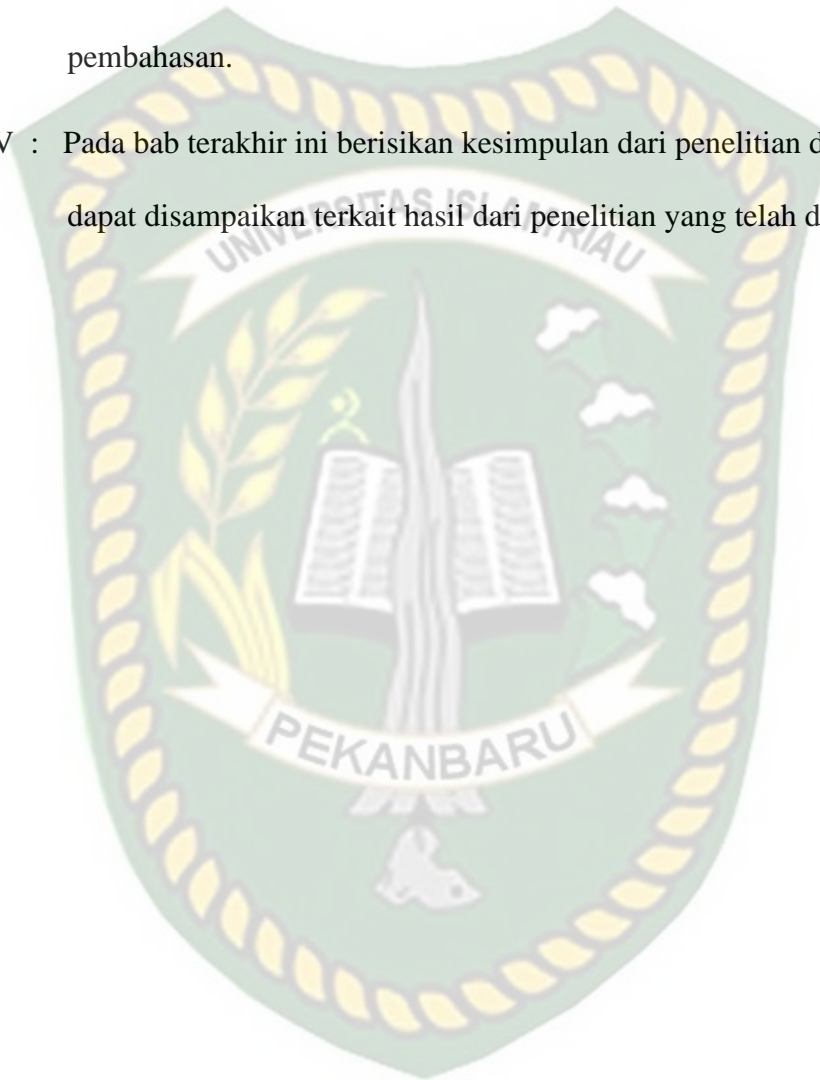 pembahasan.
V : Pada bab terakhir ini berisikan kesimpulan dari penelitian d
dapat disampaikan terkait hasil dari penelitian yang telah d
UNIVERSITAS ISLAM RIAU
PEKANBARU